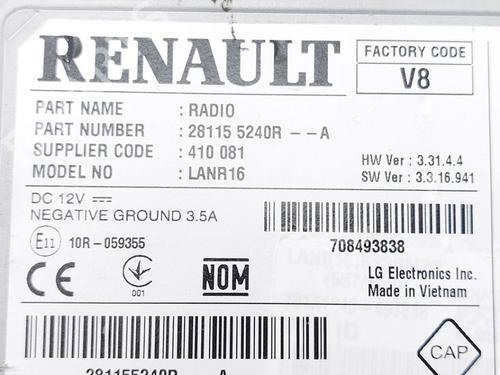 RENAULT
FACTORY CODE
V8
PART NAME : RADIO
PART NUMBER : 28115 5240R --A
SUPPLIER CODE : 410 081
MODEL NO : LANR16
HW Ver : 3.31.4.4
SW Ver : 3.3.16.941
DC 12V
NEGATIVE GROUND 3.5A
E11 10R-059355
708493838
CE
001
NOM
LG Electronics Inc.
Made in Vietnam
CAP
281155240R -- A